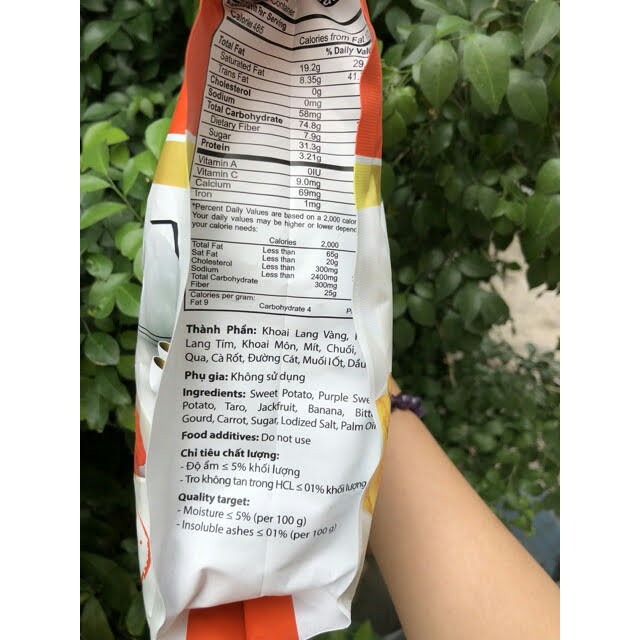 Per Serving
Calories 485
Calories from Fat
% Daily Valu
Total Fat 19.2g 29
Saturated Fat 8.35g 41.
Trans Fat 0g
Cholesterol 0mg
Sodium 58mg
Total Carbohydrate 74.8g
Dietary Fiber 7.9g
Sugar 31.3g
Protein 3.21g
Vitamin A 0IU
Vitamin C 9.0mg
Calcium 69mg
Iron 1mg
*Percent Daily Values are based on a 2,000 calor
Your daily values may be higher or lower depend
your calorie needs:
Calories 2,000
Total Fat Less than 65g
Sat Fat Less than 20g
Cholesterol Less than 300mg
Sodium Less than 2400mg
Total Carbohydrate 300mg
Fiber 25g
Calories per gram:
Fat 9 Carbohydrate 4 P
Thành Phần: Khoai Lang Vàng,
Lang Tím, Khoai Môn, Mít, Chuối,
Qua, Cà Rốt, Đường Cát, Muối IỐt, Dầu
Phụ gia: Không sử dụng
Ingredients: Sweet Potato, Purple Swe
Potato, Taro, Jackfruit, Banana, Bitt
Gourd, Carrot, Sugar, Lodized Salt, Palm Oil
Food additives: Do not use
Chỉ tiêu chất lượng:
- Độ ẩm ≤ 5% khối lượng
- Tro không tan trong HCL ≤ 01% khối lượng
Quality target:
- Moisture ≤ 5% (per 100 g)
- Insoluble ashes ≤ 01% (per 100 g)